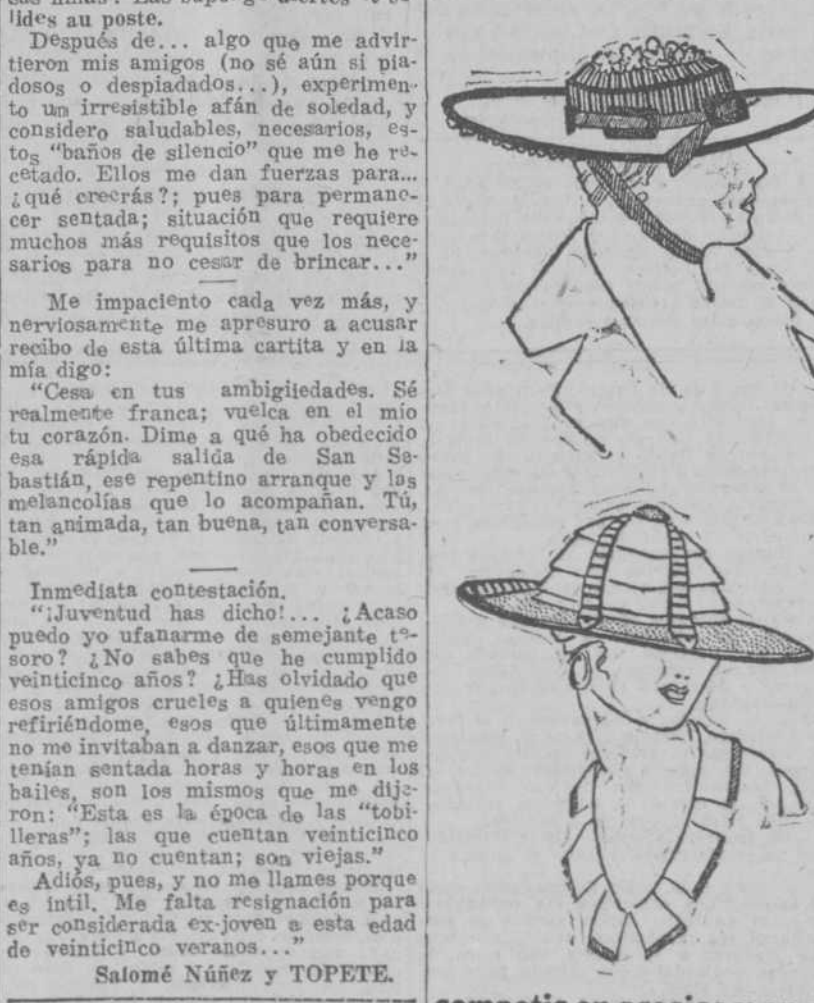 lides au poste.
Después de... algo que me advir-
tieron mis amigos (no sé aún si pia-
dosos o despiadados...), experimen-
to un irresistible afán de soledad, y
considero saludables, necesarios, es-
tos "baños de silencio" que me he re-
cetado. Ellos me dan fuerzas para...
¿qué creerás?; pues para permane-
cer sentada; situación que requiere
muchos más requisitos que los nece-
sarios para no cesar de brincar..."
Me impaciento cada vez más, y
nerviosamente me apresuro a acusar
recibo de esta última cartita y en la
mía digo:
"Cesa en tus ambigüedades. Sé
realmente franca; vuelca en el mío
tu corazón. Dime a qué ha obedecido
esa rápida salida de San Se-
bastián, ese repentino arranque y las
melancolías que lo acompañan. Tú,
tan animada, tan buena, tan conversa-
ble."
Inmediata contestación.
"¡Juventud has dicho!... ¿Acaso
puedo yo ufanarme de semejante te-
soro? ¿No sabes que he cumplido
veinticinco años? ¿Has olvidado que
esos amigos crueles a quienes vengo
refiriéndome, esos que últimamente
no me invitaban a danzar, esos que me
tenían sentada horas y horas en los
bailes, son los mismos que me dije-
ron: "Esta es la época de las "tobi-
lleras"; las que cuentan veinticinco
años, ya no cuentan; son viejas."
Adiós, pues, y no me llames porque
es intil. Me falta resignación para
ser considerada ex-joven a esta edad
de veinticinco veranos..."
Salomé Núñez y TOPETE.